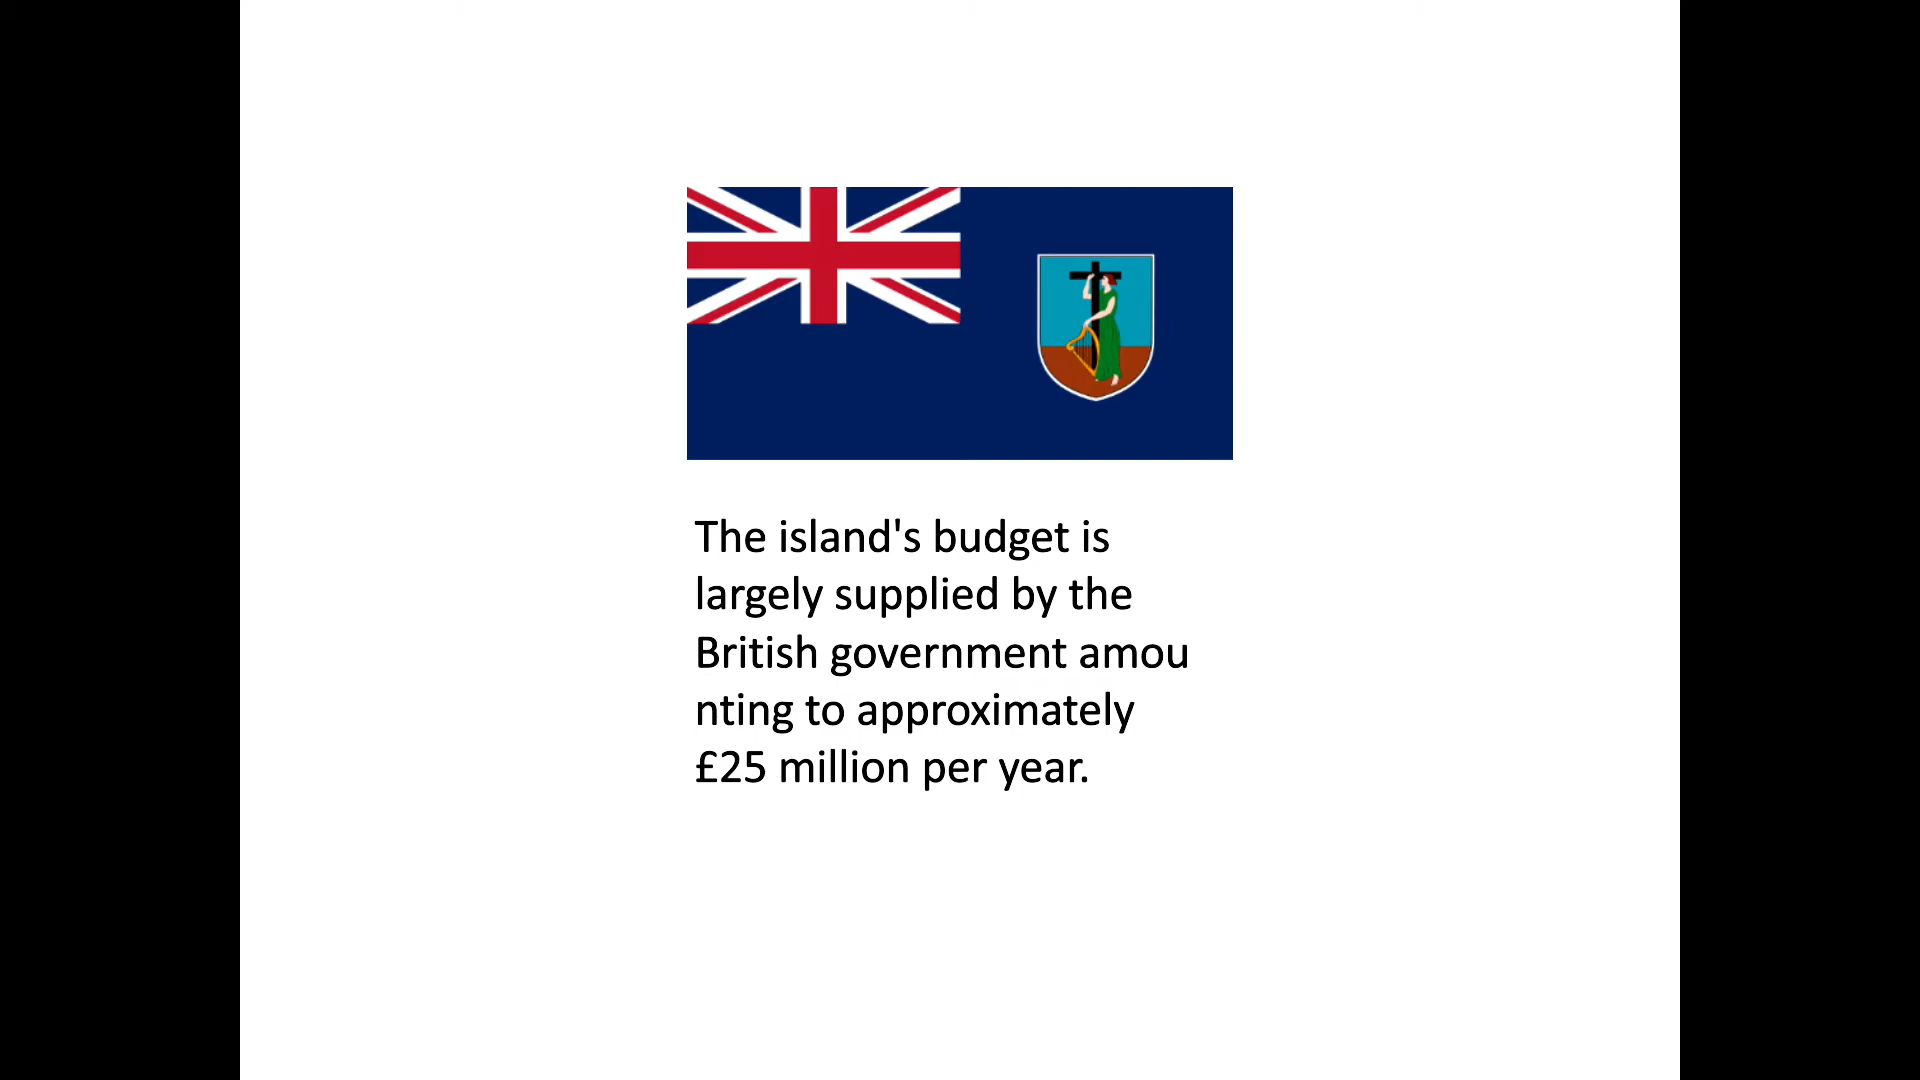 The island's budget is
largely supplied by the
British government amou
nting to approximately
£25 million per year.